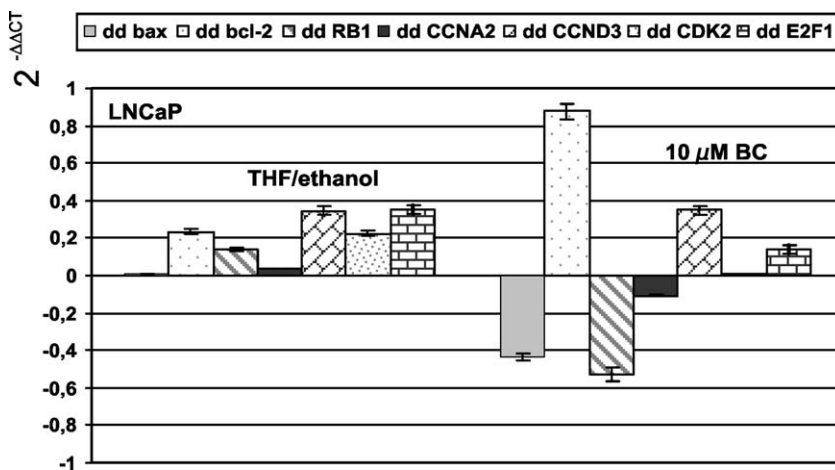 2 -ΔΔCT
dd bax dd bcl-2 dd RB1 dd CCNA2 dd CCND3 dd CDK2 dd E2F1
1
LNCaP
0,8
10 µM BC
0,6
THF/ethanol
0,4
0,2
0
-0,2
-0,4
-0,6
-0,8
-1